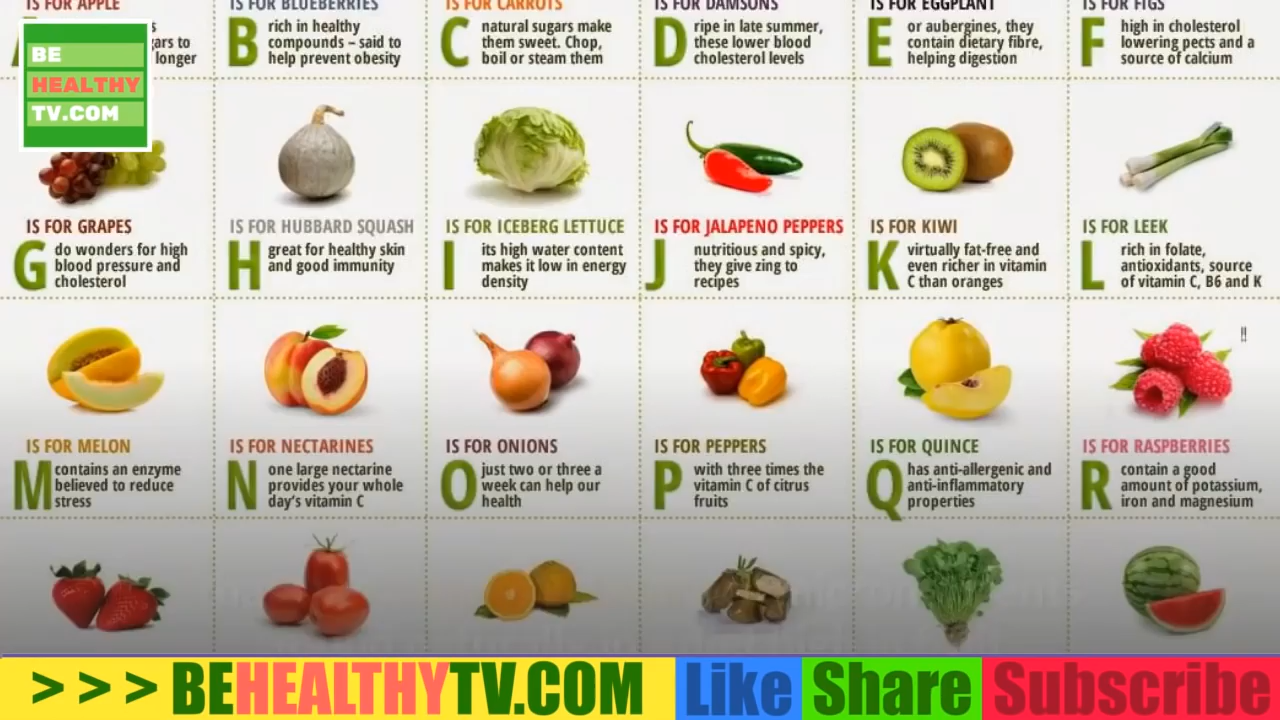 IS FOR APPLE
IS FOR BLUEBERRIES
IS FOR CARROTS
IS FOR DAMSONS
IS FOR EGGPLANT
IS FOR FIGS
to
longer
B
rich in healthy
compounds – said to
help prevent obesity
C
natural sugars make
them sweet. Chop,
boil or steam them
D
ripe in late summer,
these lower blood
cholesterol levels
E
or aubergines, they
contain dietary fibre,
helping digestion
F
high in cholesterol
lowering pects and a
source of calcium
BE
HEALTHY
TV.COM
IS FOR GRAPES
G
do wonders for high
blood pressure and
cholesterol
IS FOR HUBBARD SQUASH
H
great for healthy skin
and good immunity
IS FOR ICEBERG LETTUCE
I
its high water content
makes it low in energy
density
IS FOR JALAPENO PEPPERS
J
nutritious and spicy,
they give zing to
recipes
IS FOR KIWI
K
virtually fat-free and
even richer in vitamin
C than oranges
IS FOR LEEK
L
rich in folate,
antioxidants, source
of vitamin C, B6 and K
!!
IS FOR MELON
M
contains an enzyme
believed to reduce
stress
IS FOR NECTARINES
N
one large nectarine
provides your whole
day's vitamin C
IS FOR ONIONS
O
just two or three a
week can help our
health
IS FOR PEPPERS
P
with three times the
vitamin C of citrus
fruits
IS FOR QUINCE
Q
has anti-allergenic and
anti-inflammatory
properties
IS FOR RASPBERRIES
R
contain a good
amount of potassium,
iron and magnesium
> > > BEHEALTHYTV.COM Like Share Subscribe